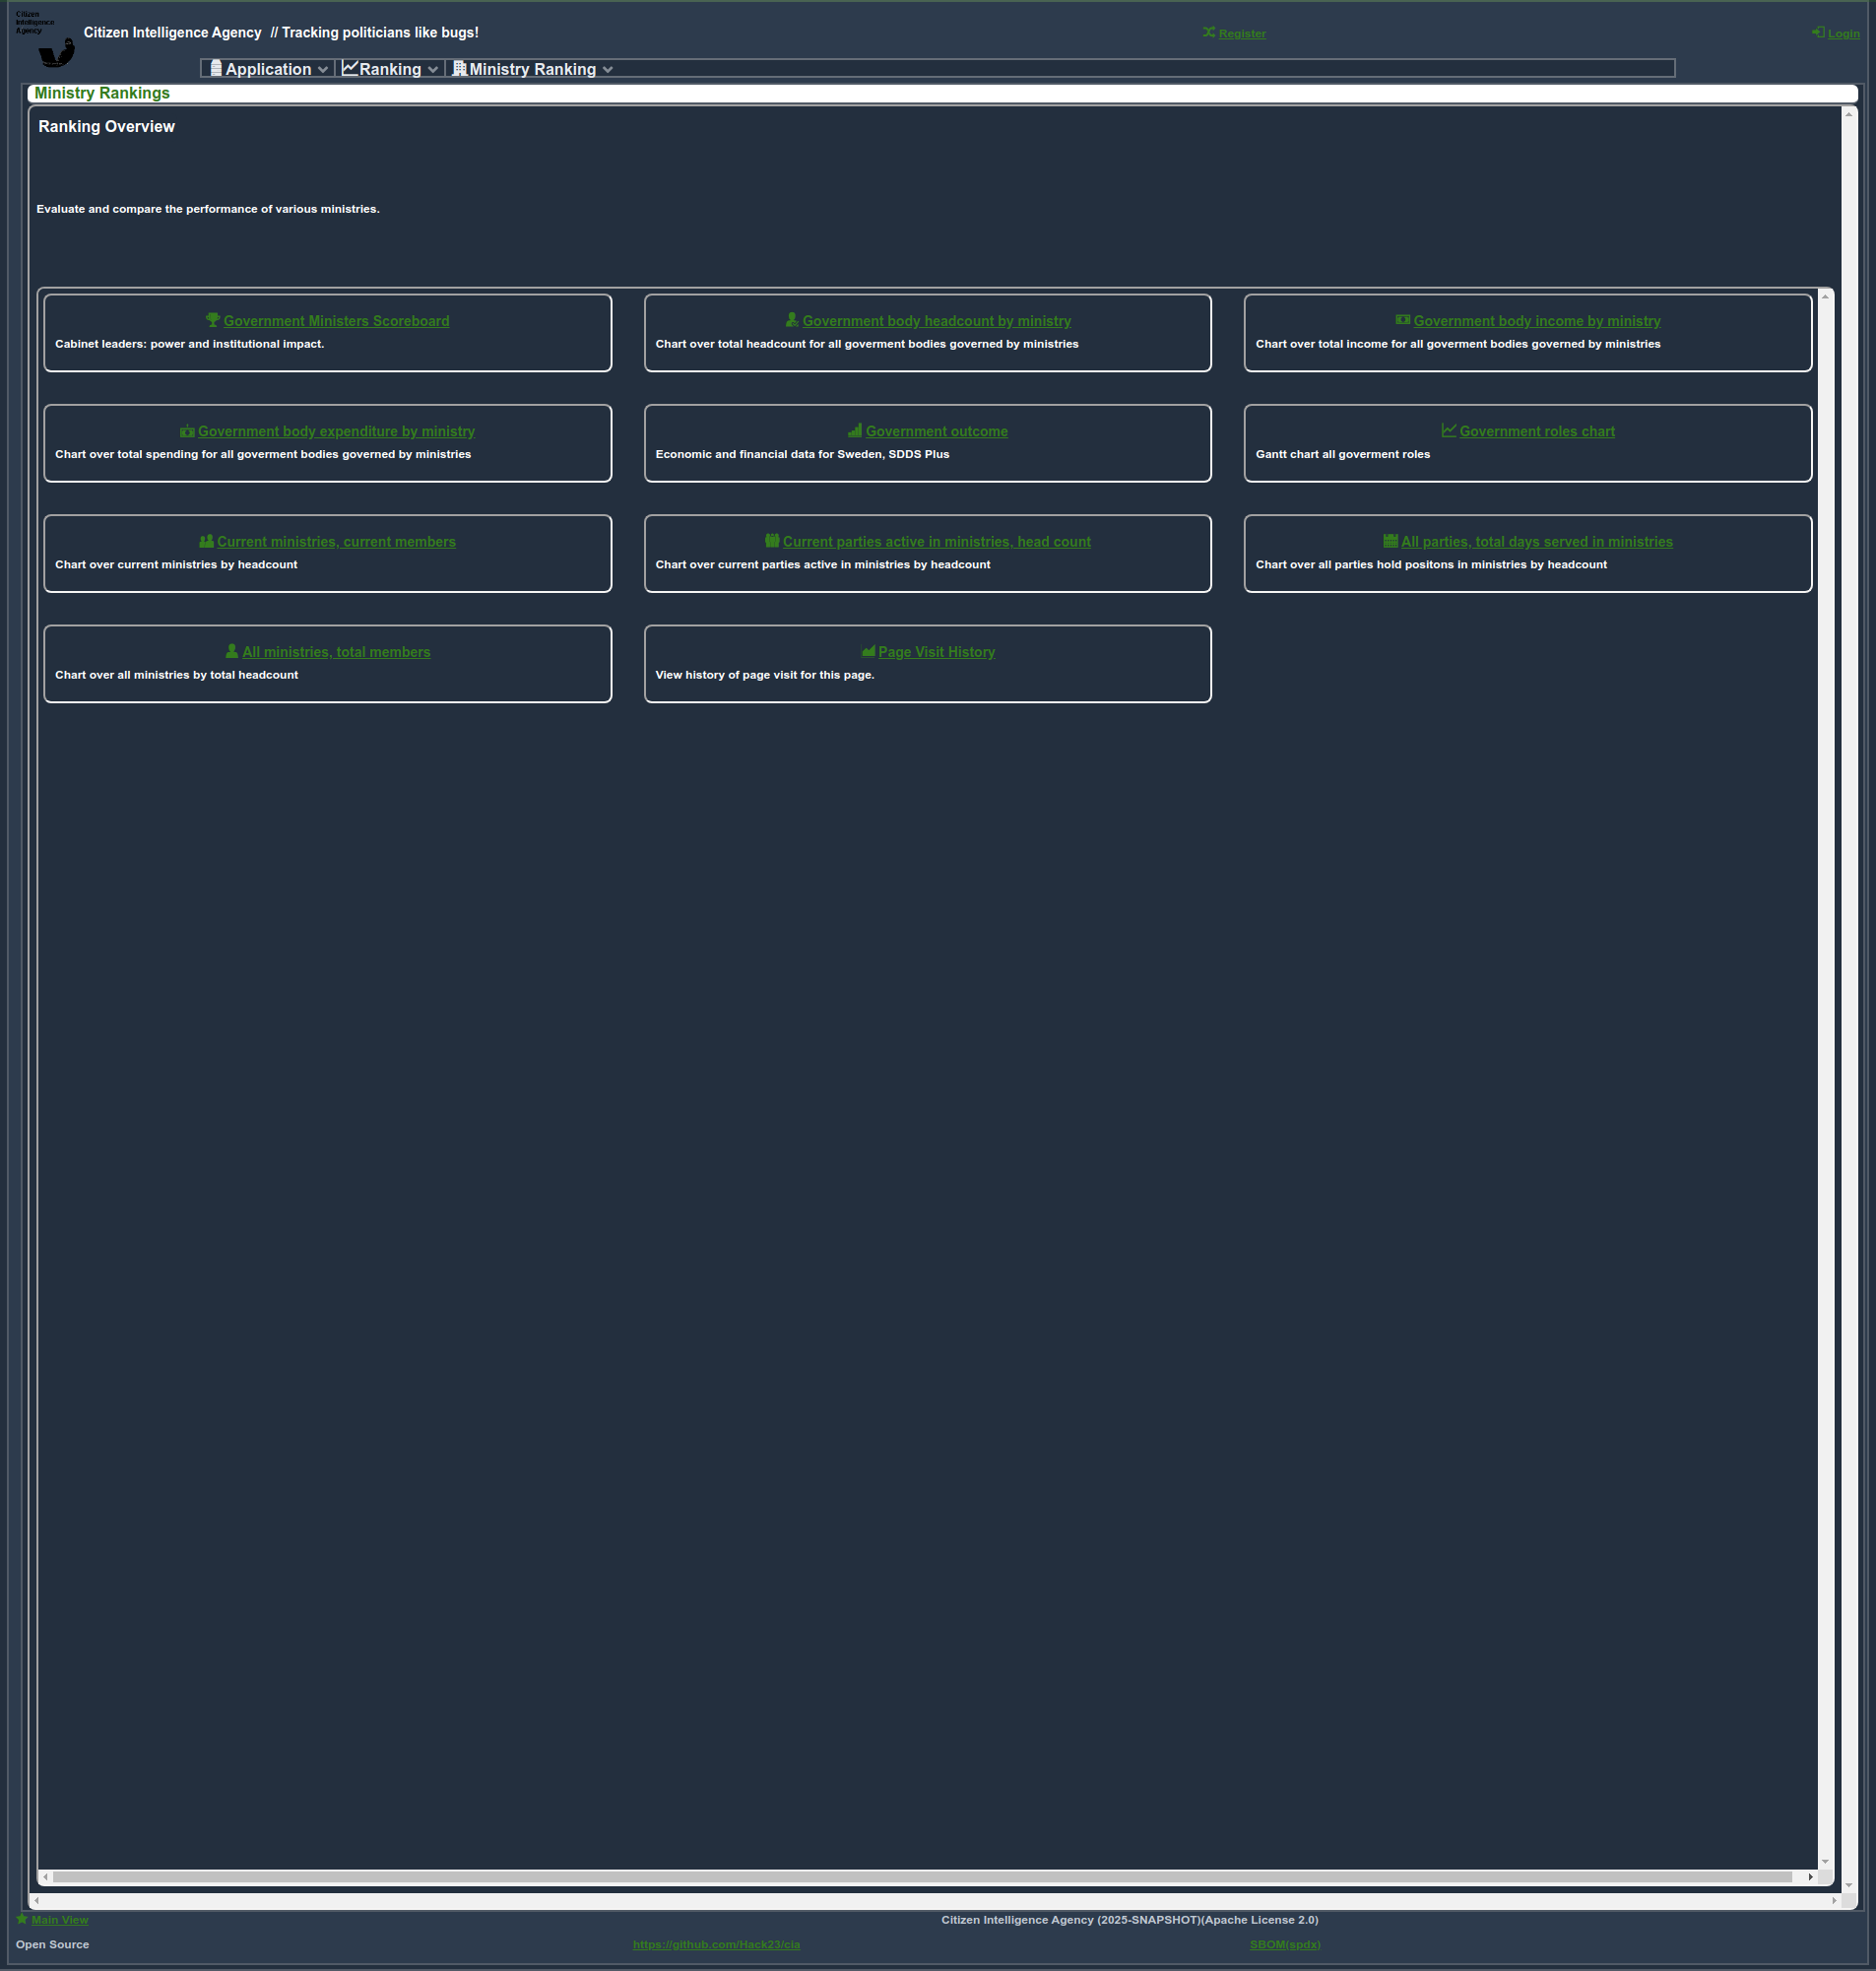 Citizen
Intelligence
Agency
Citizen Intelligence Agency // Tracking politicians like bugs!
Register
Login
Application
Ranking
Ministry Ranking
Ministry Rankings
Ranking Overview
Evaluate and compare the performance of various ministries.
Government Ministers Scoreboard
Cabinet leaders: power and institutional impact.
Government body headcount by ministry
Chart over total headcount for all goverment bodies governed by ministries
Government body income by ministry
Chart over total income for all goverment bodies governed by ministries
Government body expenditure by ministry
Chart over total spending for all goverment bodies governed by ministries
Government outcome
Economic and financial data for Sweden, SDDS Plus
Government roles chart
Gantt chart all goverment roles
Current ministries, current members
Chart over current ministries by headcount
Current parties active in ministries, head count
Chart over current parties active in ministries by headcount
All parties, total days served in ministries
Chart over all parties hold positons in ministries by headcount
All ministries, total members
Chart over all ministries by total headcount
Page Visit History
View history of page visit for this page.
Main View
Citizen Intelligence Agency (2025-SNAPSHOT)(Apache License 2.0)
Open Source
https://github.com/Hack23/cia
SBOM(spdx)